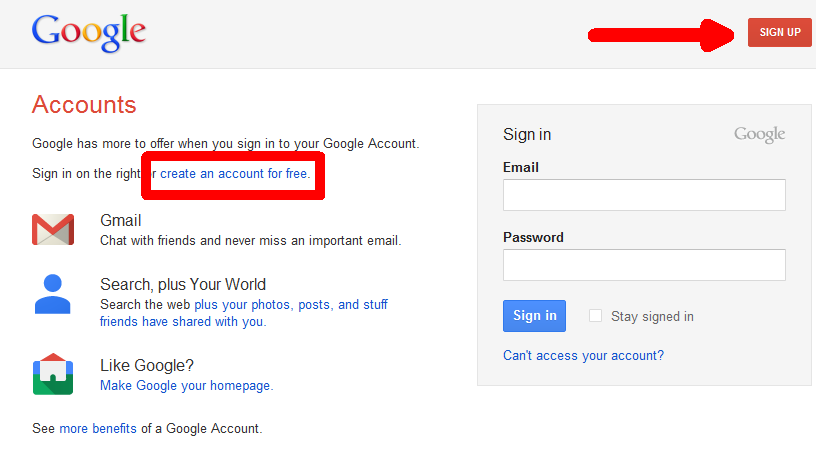 Google
SIGN UP
Accounts
Google has more to offer when you sign in to your Google Account.
Sign in on the right or create an account for free.
Gmail
Chat with friends and never miss an important email.
Search, plus Your World
Search the web plus your photos, posts, and stuff
friends have shared with you.
Like Google?
Make Google your homepage.
See more benefits of a Google Account.
Sign in
Google
Email
Password
Sign in
Stay signed in
Can't access your account?